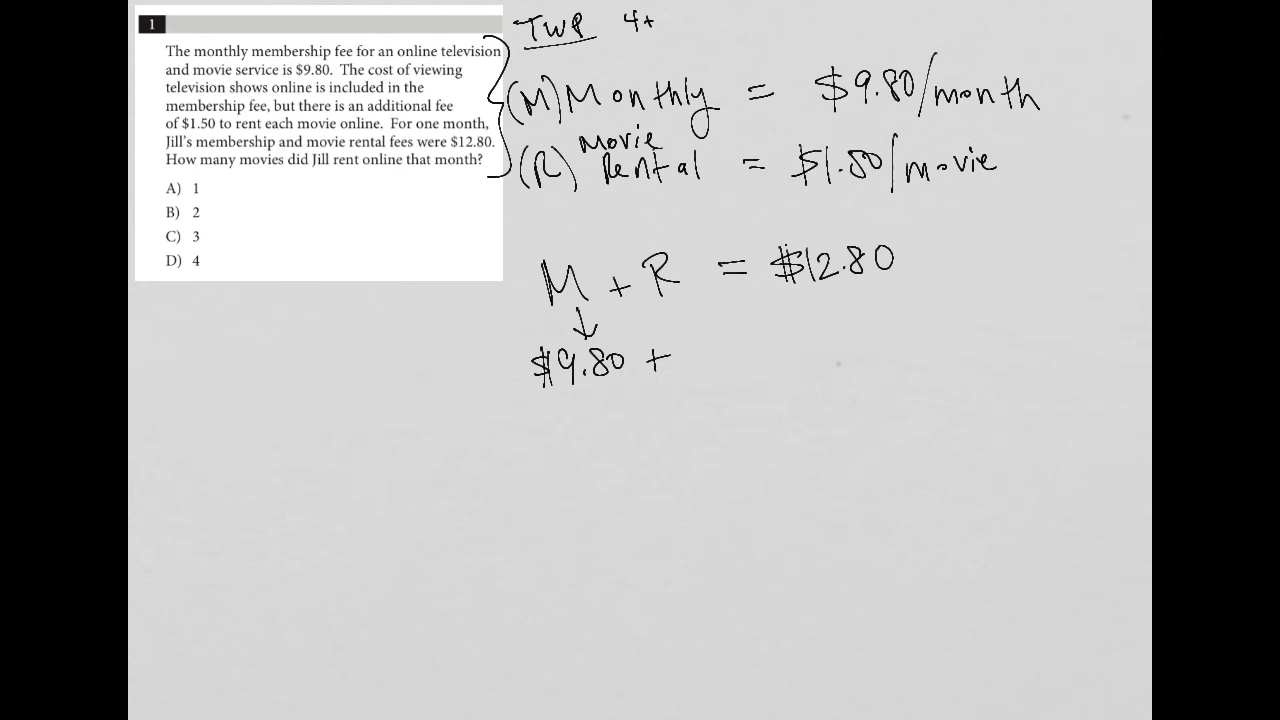 1
The monthly membership fee for an online television
and movie service is $9.80. The cost of viewing
television shows online is included in the
membership fee, but there is an additional fee
of $1.50 to rent each movie online. For one month,
Jill's membership and movie rental fees were $12.80.
How many movies did Jill rent online that month?
A) 1
B) 2
C) 3
D) 4
TWP 4+
(M) Monthly = $9.80/month
(R) Movie Rental = $1.80/movie
M + R = $12.80
↓
$9.80 +